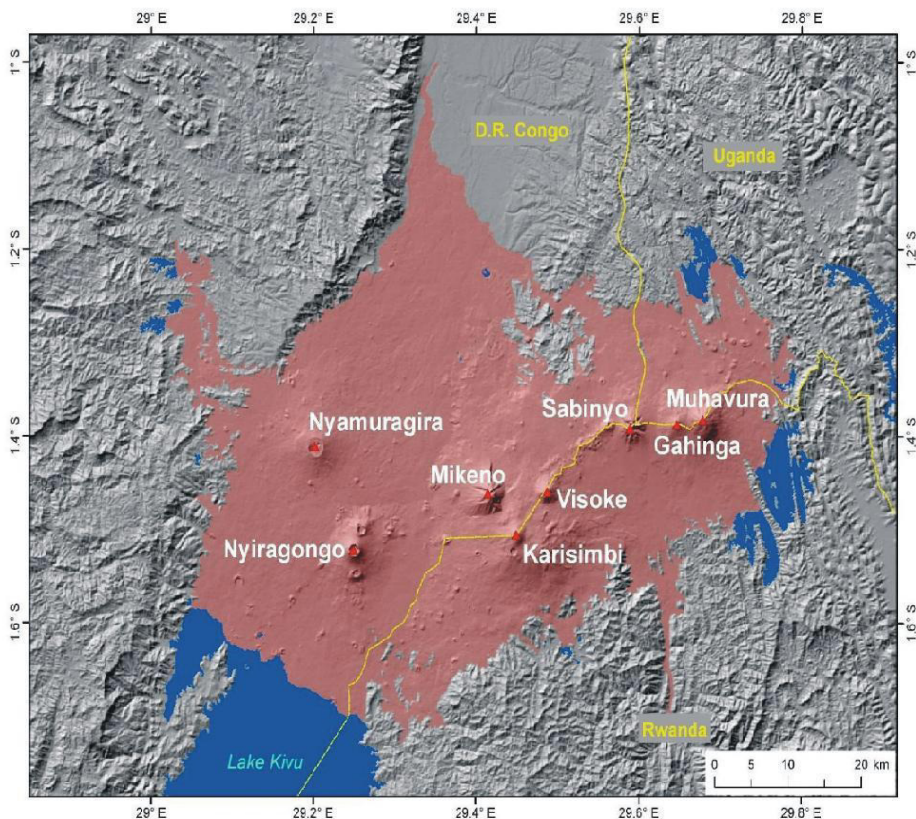 29° E 29.2° E 29.4° E 29.6° E 29.8° E
1° S 1° S
D.R. Congo
Uganda
1.2° S 1.2° S
Sabinyo Muhavura
Nyamuragira
1.4° S 1.4° S
Gahinga
Mikeno
Visoke
Nyiragongo Karisimbi
1.6° S 1.6° S
Rwanda
Lake Kivu
0 5 10 20 km
29° E 29.2° E 29.4° E 29.6° E 29.8° E